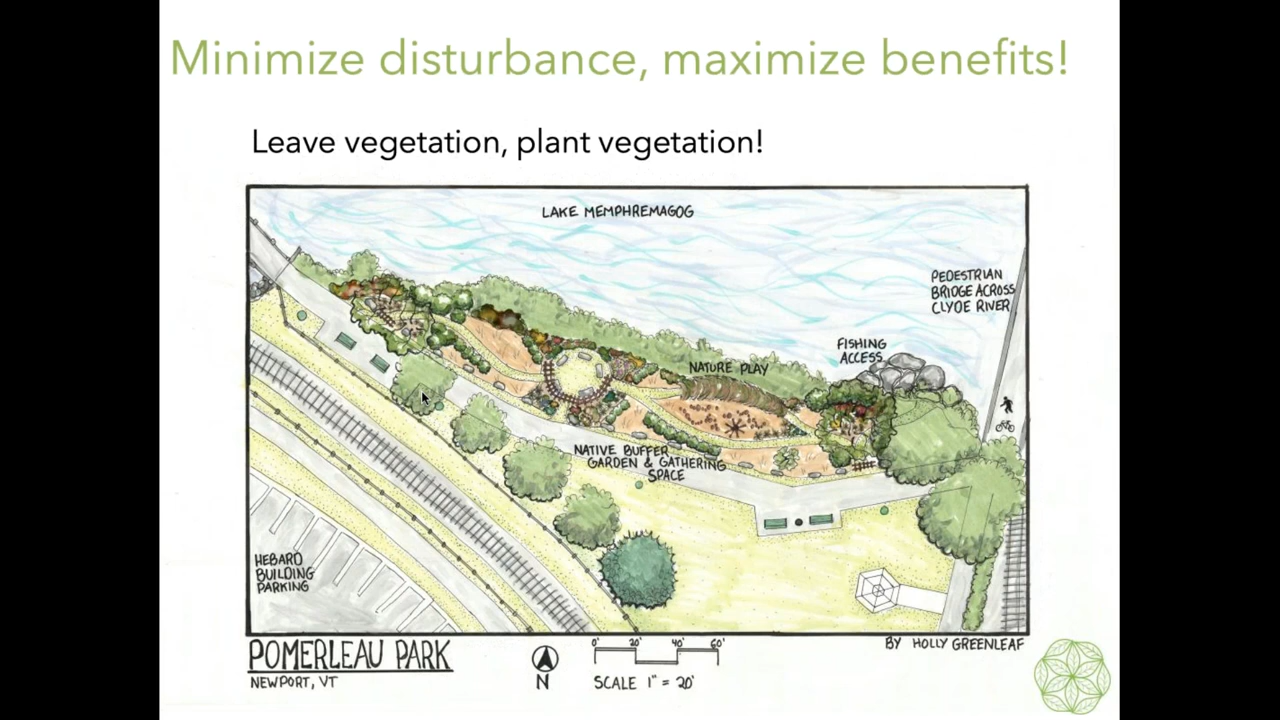 Minimize disturbance, maximize benefits!
Leave vegetation, plant vegetation!
LAKE MEMPHREMAGOG
PEDESTRIAN
BRIDGE ACROSS
CLYDE RIVER
FISHING
ACCESS
NATURE PLAY
NATIVE BUFFER
GARDEN & GATHERING
SPACE
HEBARD
BUILDING
PARKING
POMERLEAU PARK
NEWPORT, VT
N
0' 20' 40' 60'
SCALE 1" = 20'
BY HOLLY GREENLEAF